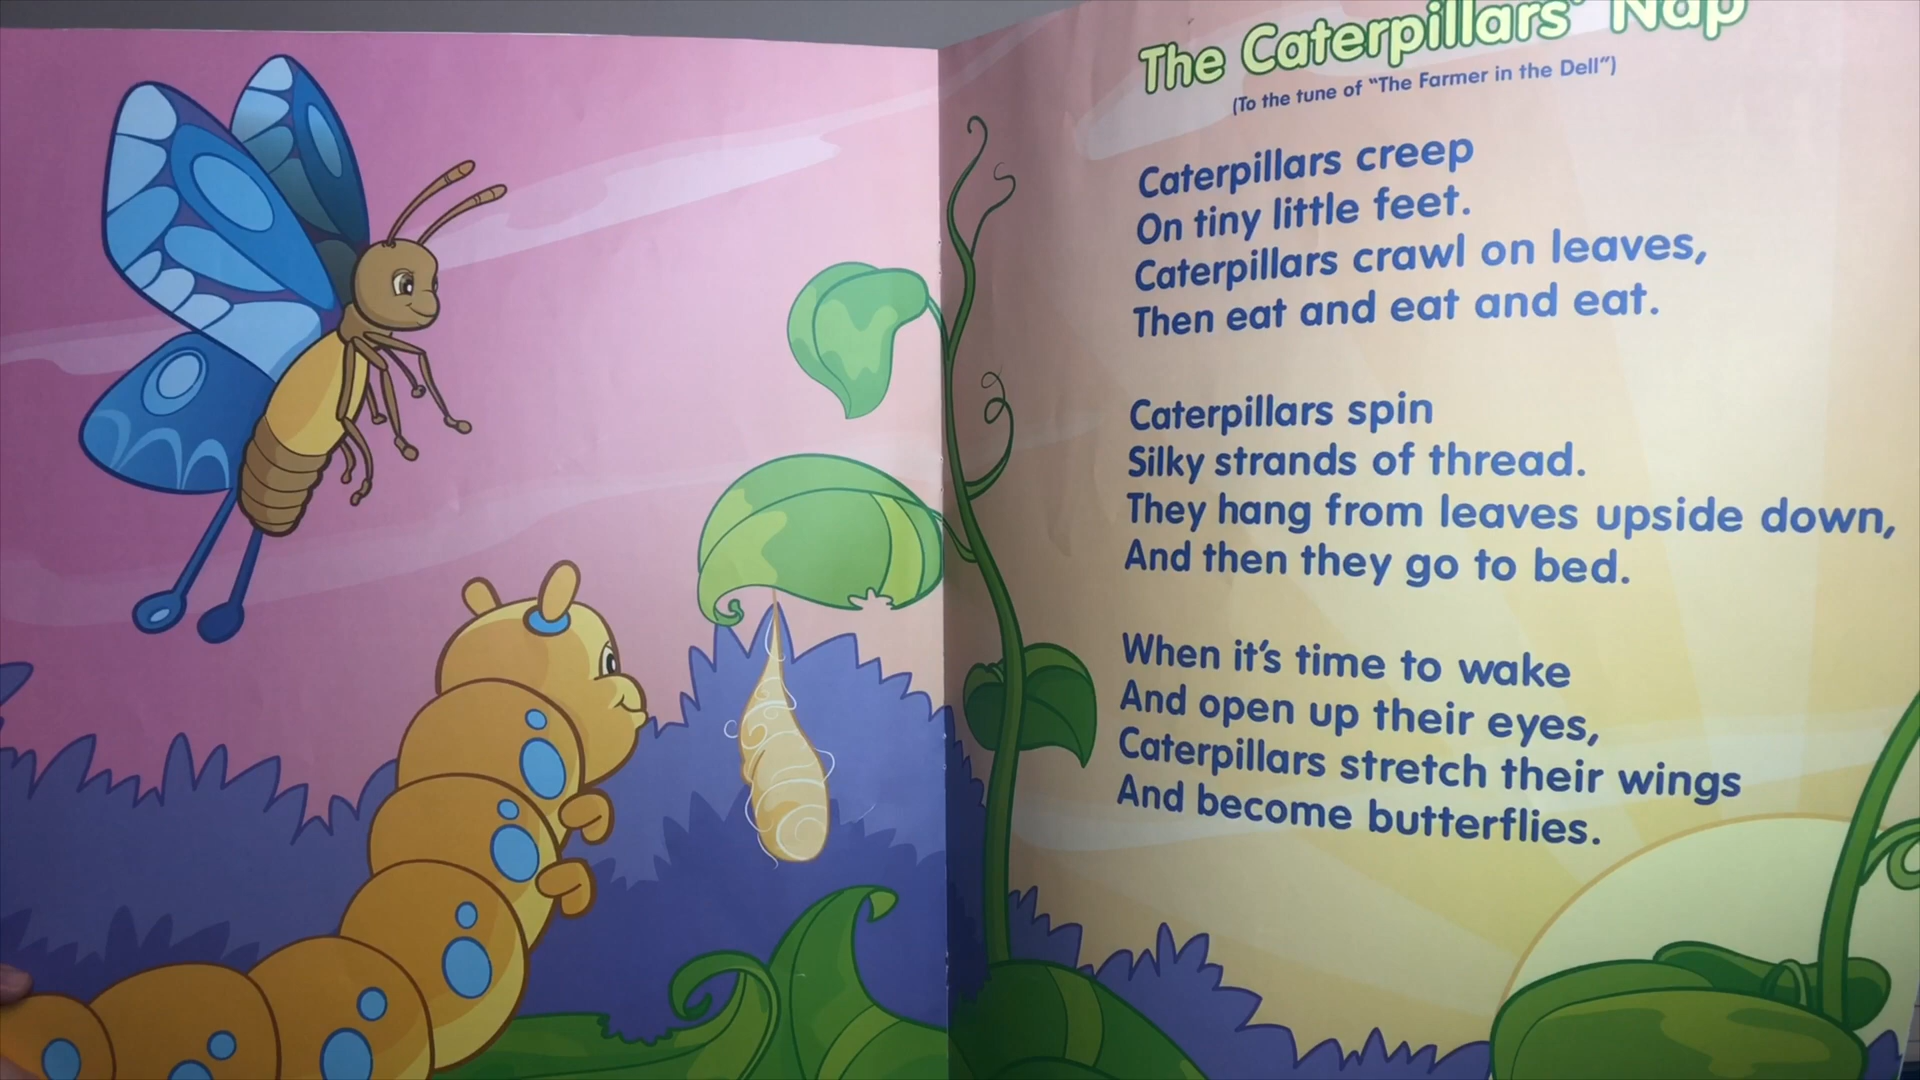 The Caterpillars' Nap
(To the tune of "The Farmer in the Dell")
Caterpillars creep
On tiny little feet.
Caterpillars crawl on leaves,
Then eat and eat and eat.
Caterpillars spin
Silky strands of thread.
They hang from leaves upside down,
And then they go to bed.
When it's time to wake
And open up their eyes,
Caterpillars stretch their wings
And become butterflies.